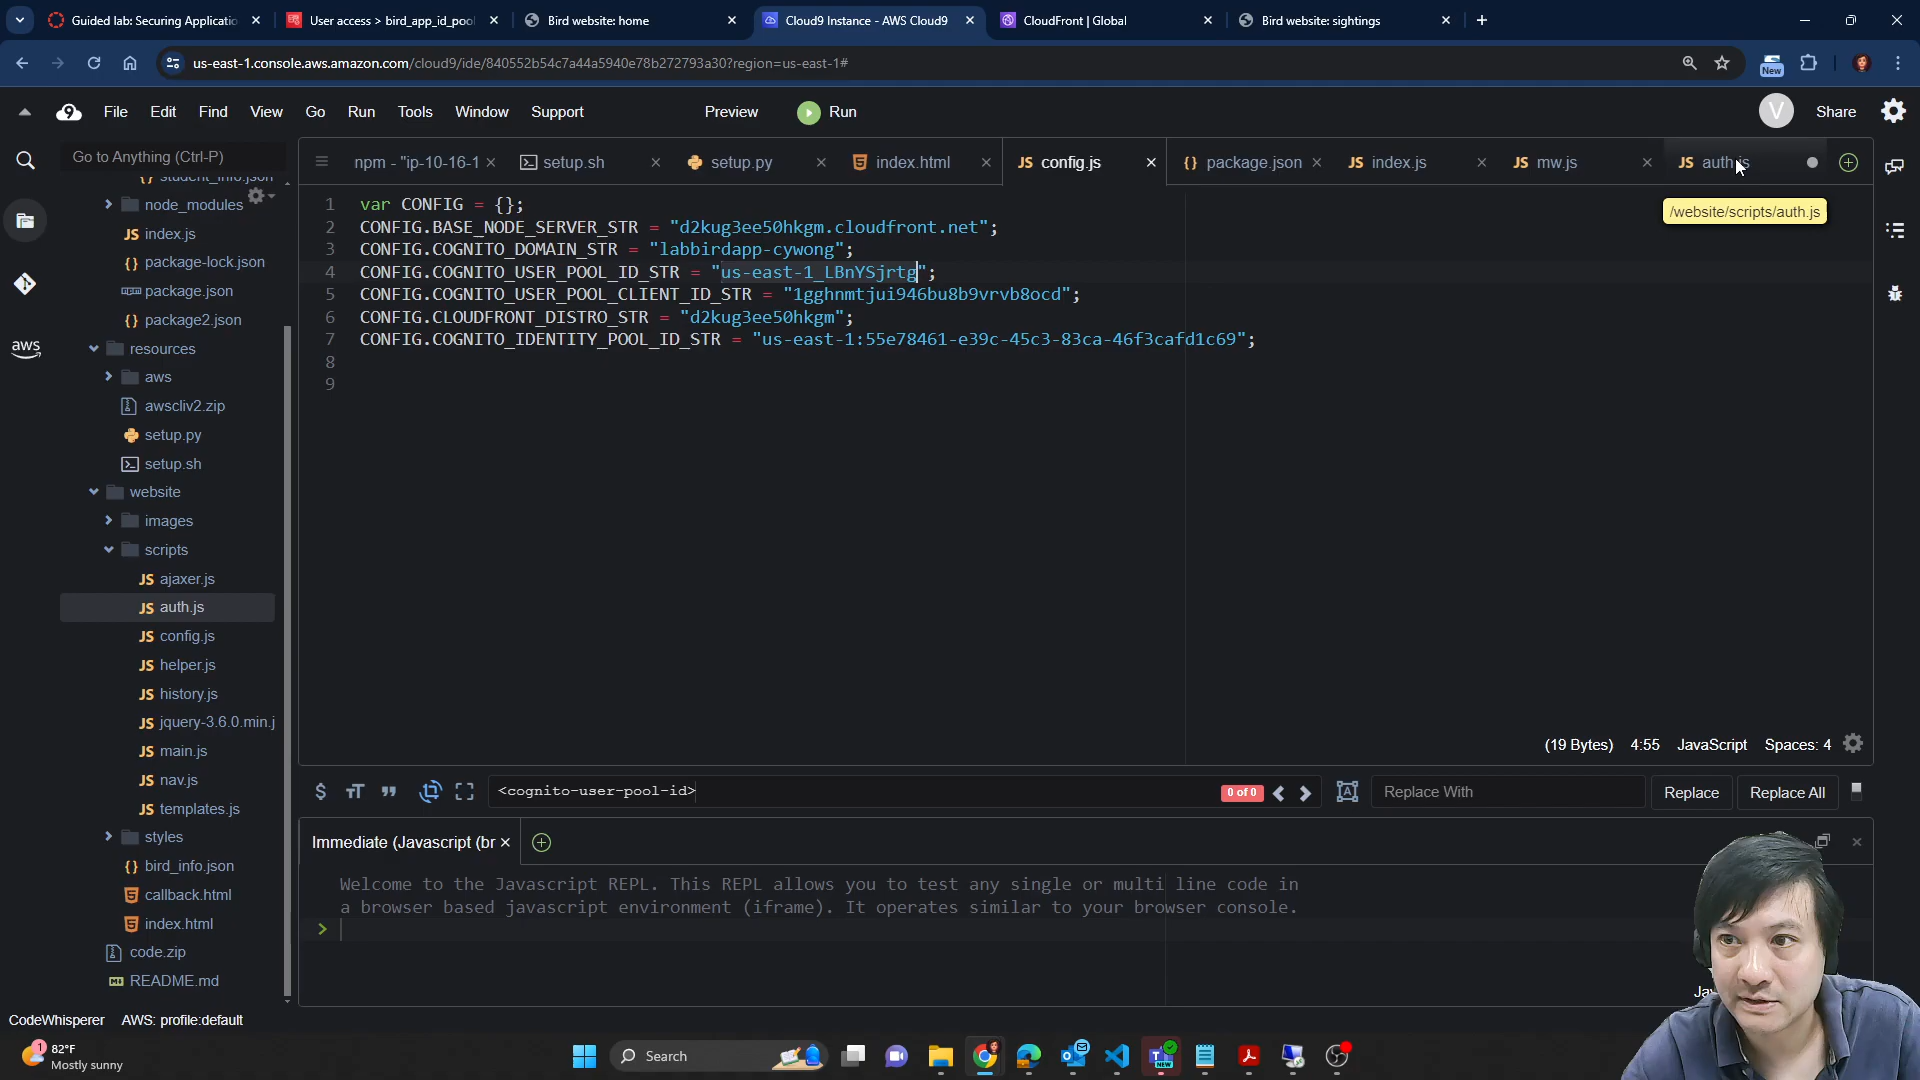 Guided lab: Securing Applicatio
User access > bird_app_id_pool
Bird website: home
Cloud9 Instance - AWS Cloud9
CloudFront | Global
Bird website: sightings
us-east-1.console.aws.amazon.com/cloud9/ide/840552b54c7a44a5940e78b272793a30?region=us-east-1#
New
File Edit Find View Go Run Tools Window Support Preview Run
V Share
Go to Anything (Ctrl-P)
npm - "ip-10-16-1
setup.sh
setup.py
index.html
JS config.js
{} package.json
JS index.js
JS mw.js
JS auth.js
/website/scripts/auth.js
{} student_info.json
node_modules
JS index.js
{} package-lock.json
npm package.json
{} package2.json
resources
aws
awscliv2.zip
setup.py
setup.sh
website
images
scripts
JS ajaxer.js
JS auth.js
JS config.js
JS helper.js
JS history.js
JS jquery-3.6.0.min.j
JS main.js
JS nav.js
JS templates.js
styles
{} bird_info.json
callback.html
index.html
code.zip
README.md
aws
1 var CONFIG = {};
2 CONFIG.BASE_NODE_SERVER_STR = "d2kug3ee50hkgm.cloudfront.net";
3 CONFIG.COGNITO_DOMAIN_STR = "labbirdapp-cywong";
4 CONFIG.COGNITO_USER_POOL_ID_STR = "us-east-1_LBnYSjrtg";
5 CONFIG.COGNITO_USER_POOL_CLIENT_ID_STR = "1gghnmtjui946bu8b9vrvb8ocd";
6 CONFIG.CLOUDFRONT_DISTRO_STR = "d2kug3ee50hkgm";
7 CONFIG.COGNITO_IDENTITY_POOL_ID_STR = "us-east-1:55e78461-e39c-45c3-83ca-46f3cafd1c69";
8
9
(19 Bytes) 4:55 JavaScript Spaces: 4
<cognito-user-pool-id>
0 of 0
Replace With
Replace
Replace All
Immediate (Javascript (br
Welcome to the Javascript REPL. This REPL allows you to test any single or multi line code in
a browser based javascript environment (iframe). It operates similar to your browser console.
>
CodeWhisperer AWS: profile:default
1
82°F
Mostly sunny
Search
NEW